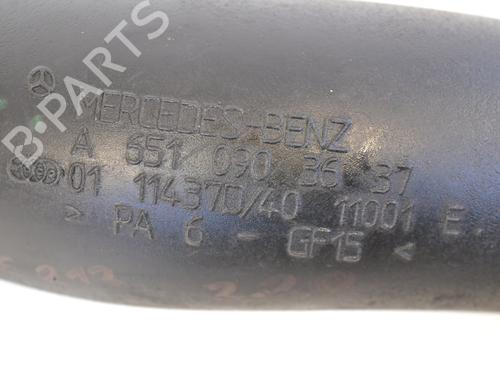 B-PARTS
MERCEDES-BENZ
A 651 090 36 37
01 114370/40 11001 E.
> PA 6 - GF15 <